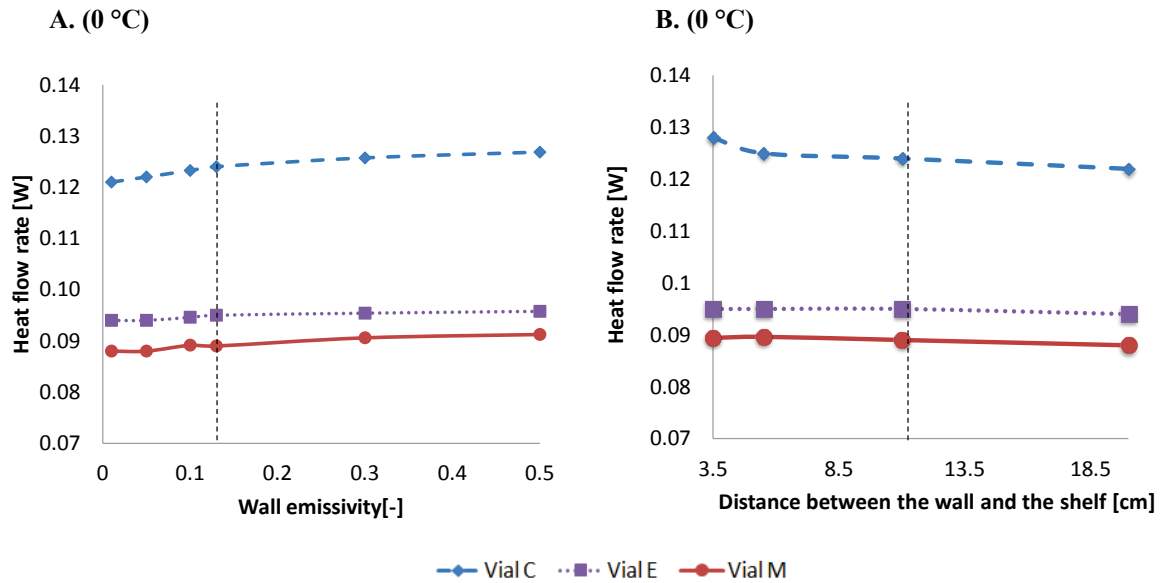 A. (0 °C)
Heat flow rate [W]
0.14
0.13
0.12
0.11
0.10
0.09
0.08
0.07
0 0.1 0.2 0.3 0.4 0.5
Wall emissivity[-]
B. (0 °C)
Heat flow rate [W]
0.14
0.13
0.12
0.11
0.1
0.09
0.08
0.07
3.5 8.5 13.5 18.5
Distance between the wall and the shelf [cm]
Vial C Vial E Vial M